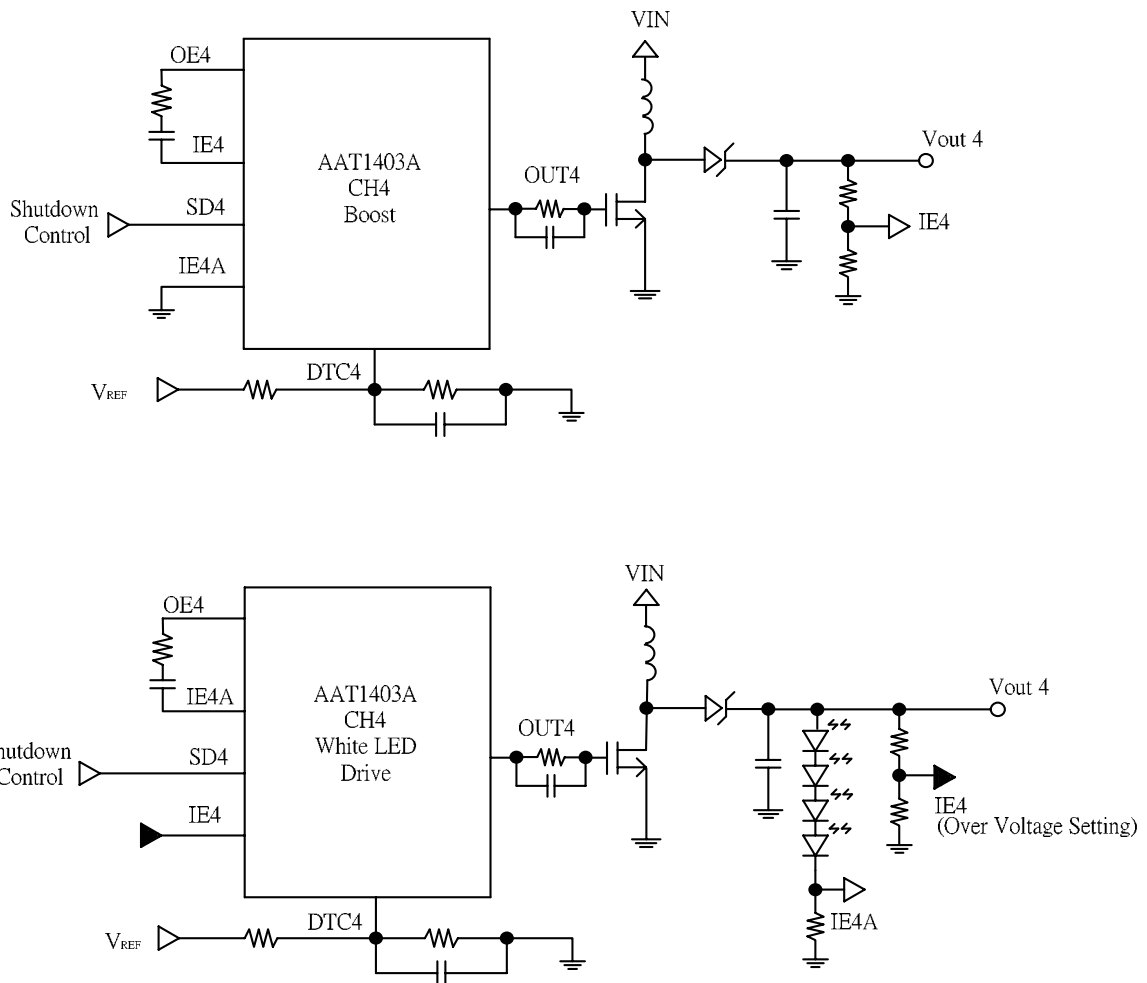 VIN
OE4
IE4
AAT1403A
CH4
Boost
OUT4
Vout 4
Shutdown
Control
SD4
IE4
IE4A
DTC4
VREF
VIN
OE4
IE4A
AAT1403A
CH4
White LED
Drive
OUT4
Vout 4
hutdown
Control
SD4
IE4
IE4
(Over Voltage Setting)
DTC4
VREF
IE4A